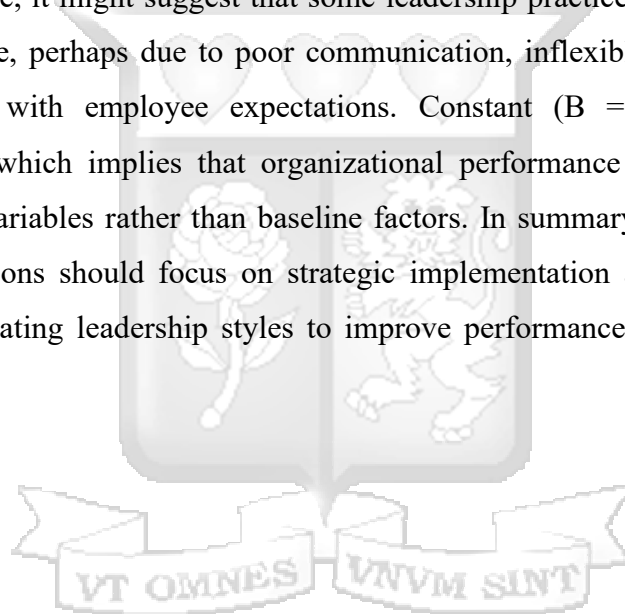 e, it might suggest that some leadership practice
e, perhaps due to poor communication, inflexib
with employee expectations. Constant (B =
which implies that organizational performance
ariables rather than baseline factors. In summary
ons should focus on strategic implementation
ating leadership styles to improve performance
VT OMNES VNVM SINT